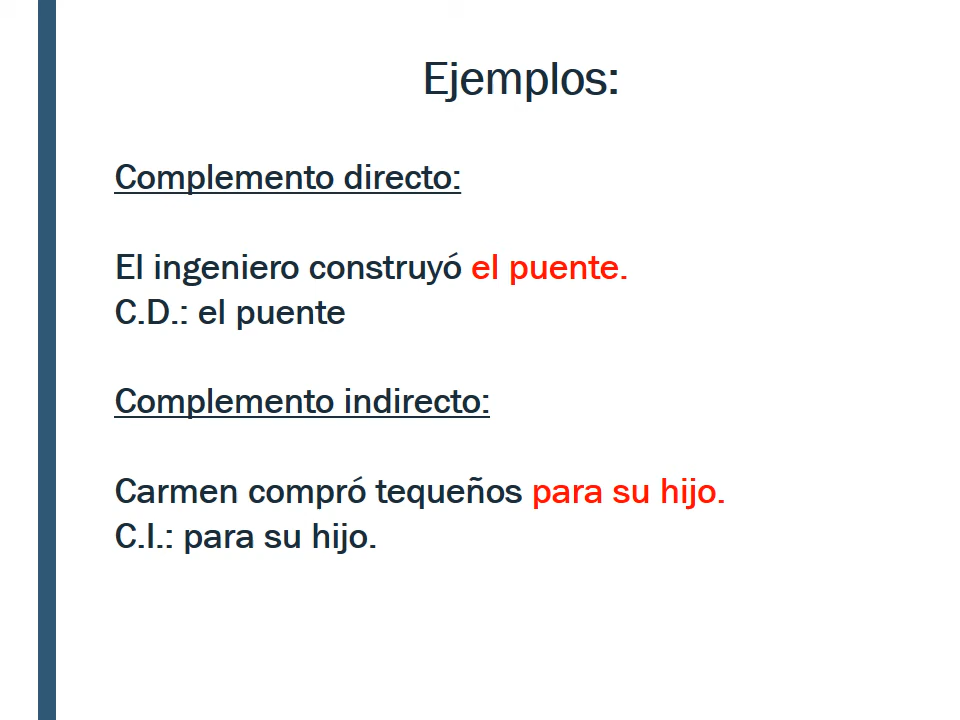 Ejemplos:
Complemento directo:
El ingeniero construyó el puente.
C.D.: el puente
Complemento indirecto:
Carmen compró tequeños para su hijo.
C.I.: para su hijo.